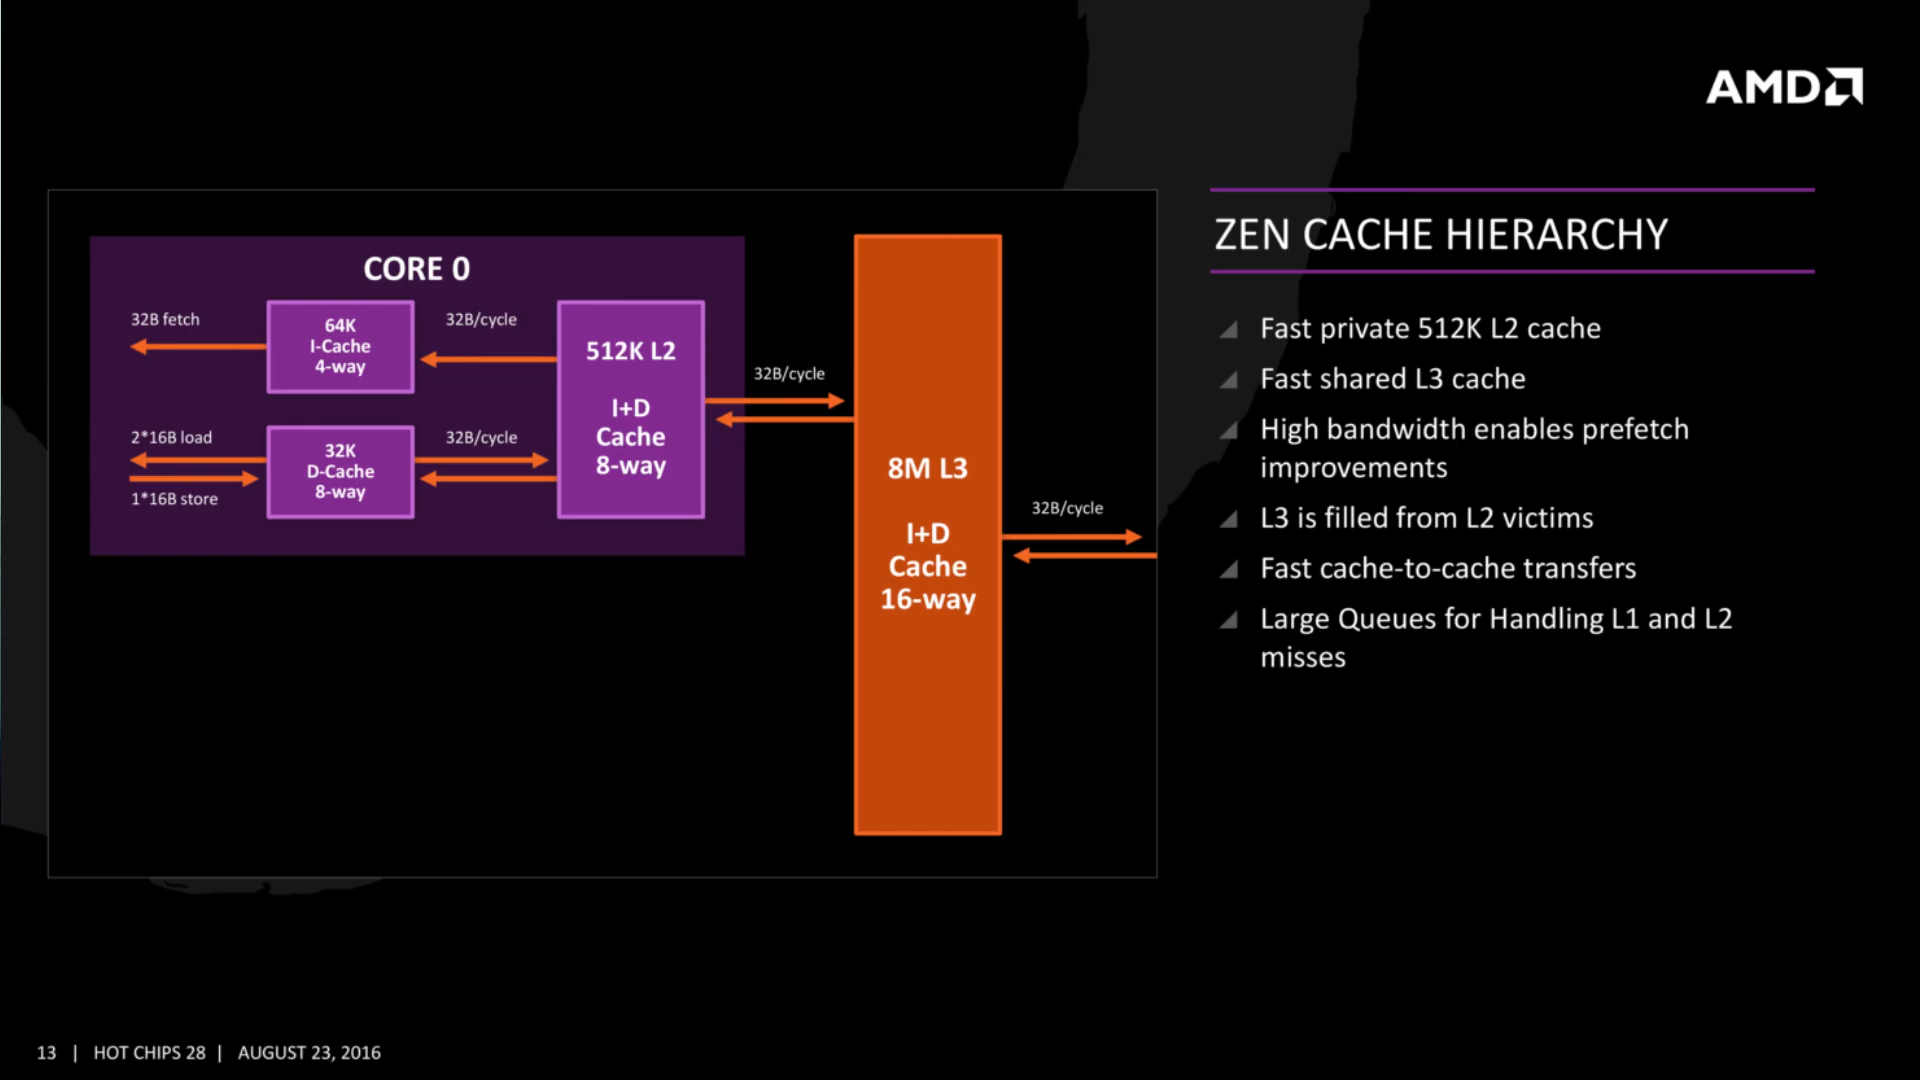 AMD
CORE 0
32B fetch
64K
I-Cache
4-way
32B/cycle
2*16B load
1*16B store
32K
D-Cache
8-way
32B/cycle
512K L2
I+D
Cache
8-way
32B/cycle
8M L3
I+D
Cache
16-way
32B/cycle
ZEN CACHE HIERARCHY
Fast private 512K L2 cache
Fast shared L3 cache
High bandwidth enables prefetch
improvements
L3 is filled from L2 victims
Fast cache-to-cache transfers
Large Queues for Handling L1 and L2
misses
13 | HOT CHIPS 28 | AUGUST 23, 2016